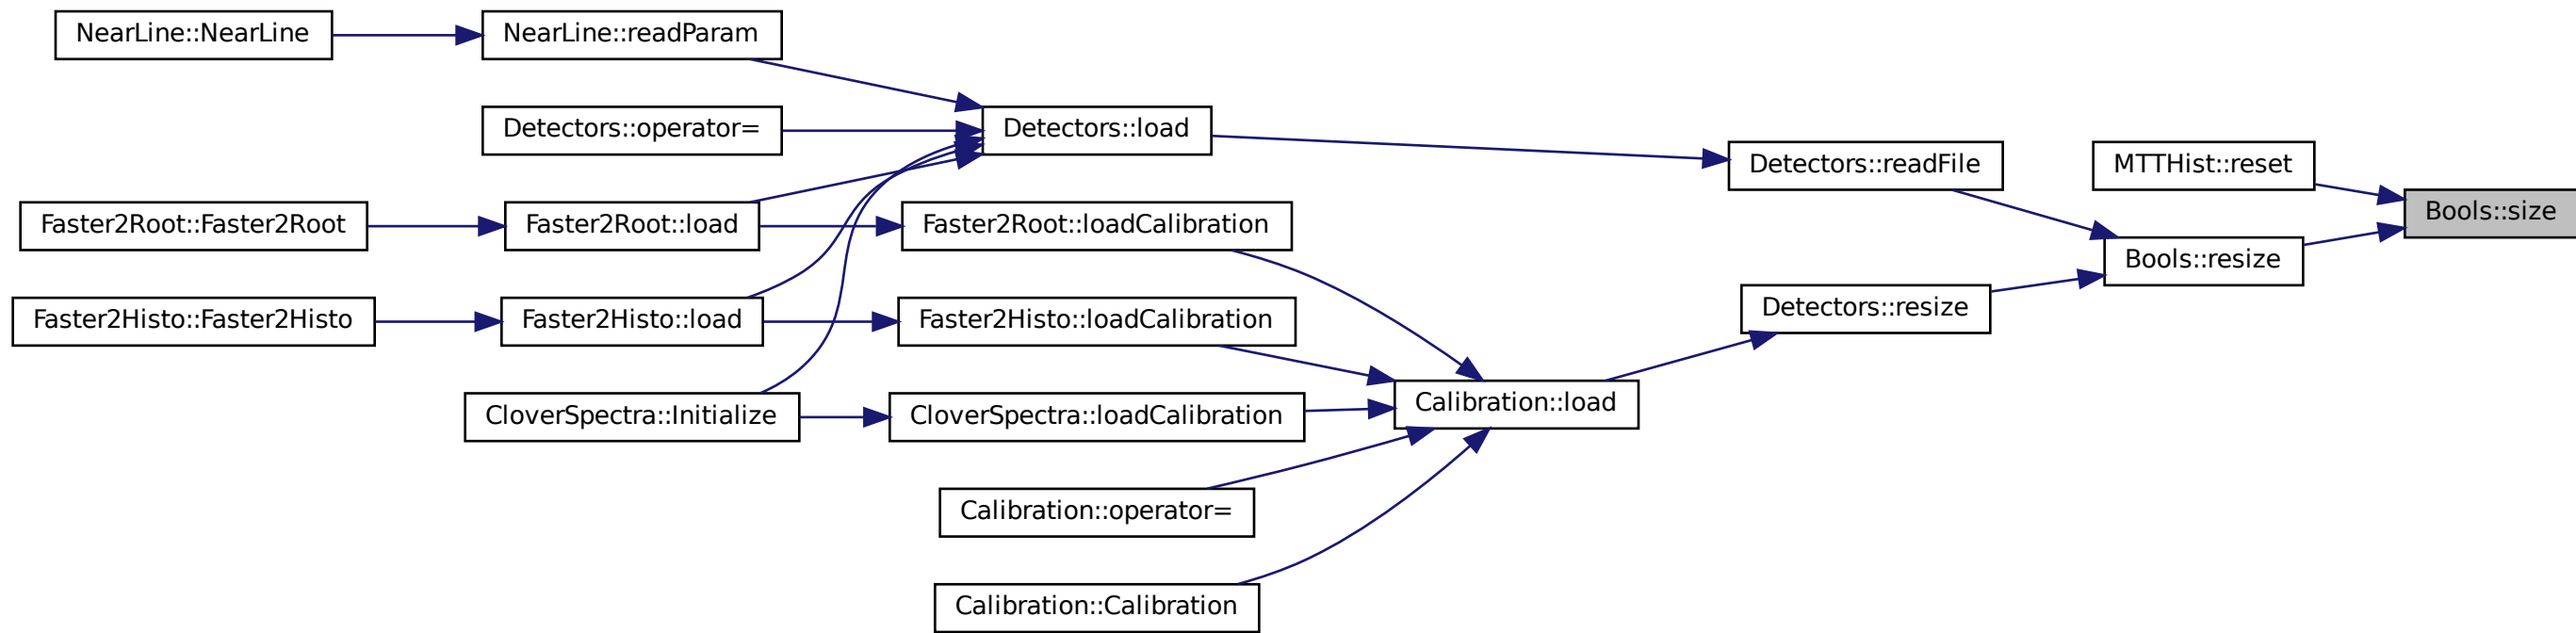 NearLine::NearLine
NearLine::readParam
Detectors::operator=
Detectors::load
Detectors::readFile
MTTHist::reset
Bools::size
Faster2Root::Faster2Root
Faster2Root::load
Faster2Root::loadCalibration
Bools::resize
Faster2Histo::Faster2Histo
Faster2Histo::load
Faster2Histo::loadCalibration
Detectors::resize
CloverSpectra::Initialize
CloverSpectra::loadCalibration
Calibration::load
Calibration::operator=
Calibration::Calibration